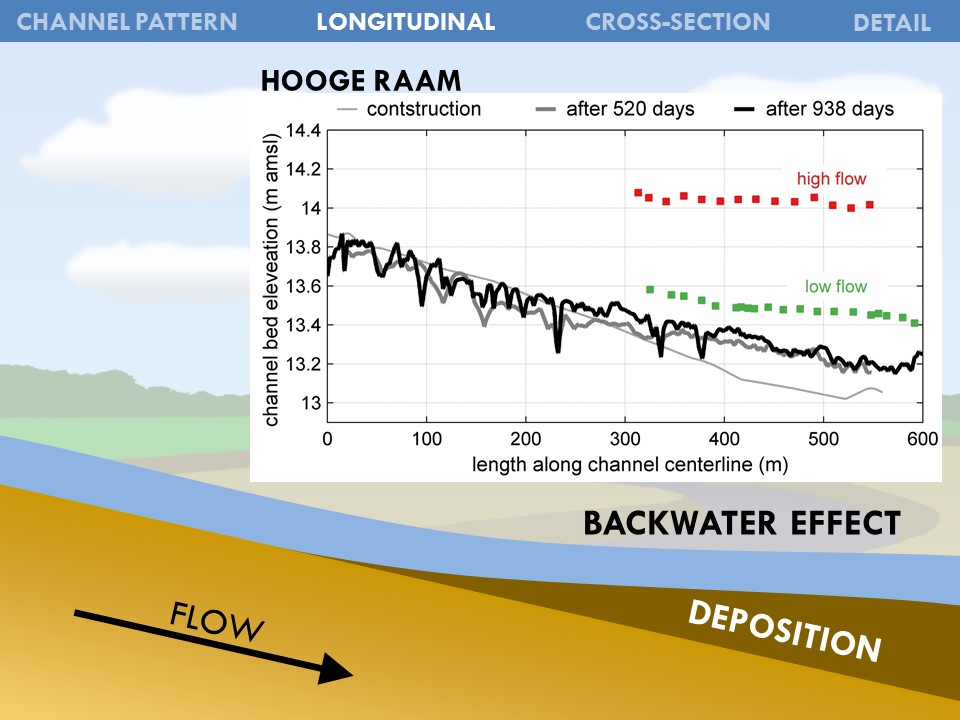 CHANNEL PATTERN LONGITUDINAL CROSS-SECTION DETAIL
HOOGE RAAM
contstruction after 520 days after 938 days
channel bed eleveation (m amsl)
14.4
14.2
14
13.8
13.6
13.4
13.2
13
high flow
low flow
0 100 200 300 400 500 600
length along channel centerline (m)
BACKWATER EFFECT
FLOW
DEPOSITION